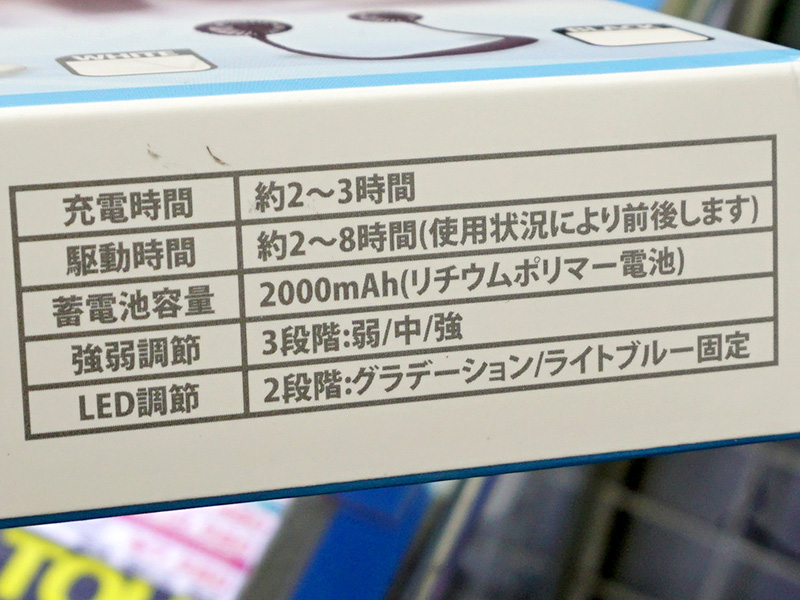 WHITE
BLACK
充電時間 約2～3時間
駆動時間 約2～8時間(使用状況により前後します)
蓄電池容量 2000mAh(リチウムポリマー電池)
強弱調節 3段階:弱/中/強
LED調節 2段階:グラデーション/ライトブルー固定